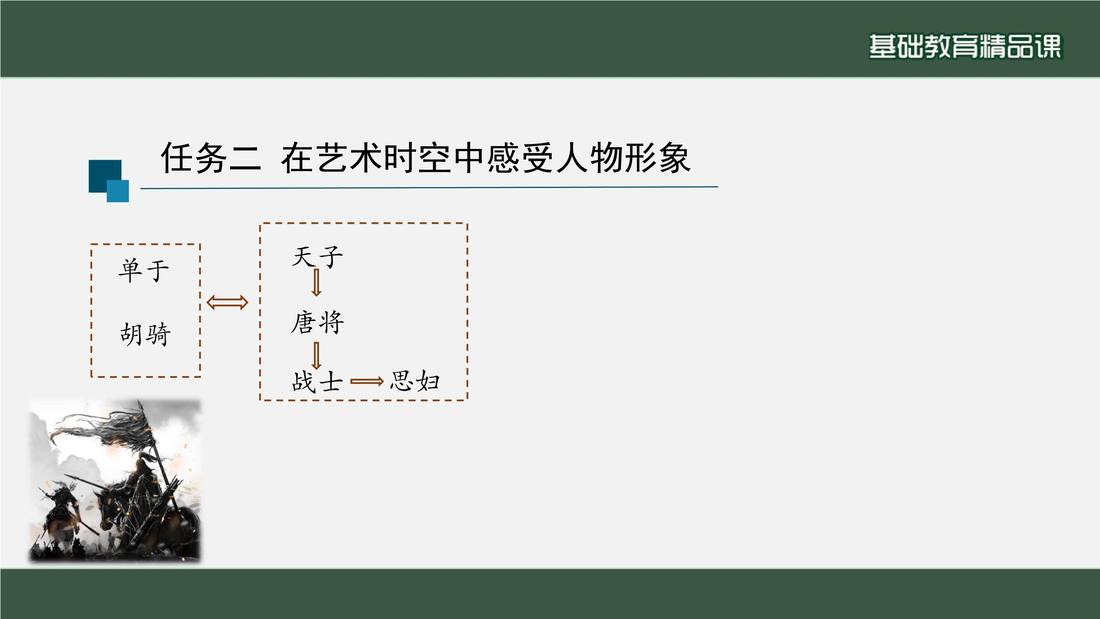 基础教育精品课
任务二 在艺术时空中感受人物形象
单于
胡骑
天子
唐将
战士
思妇